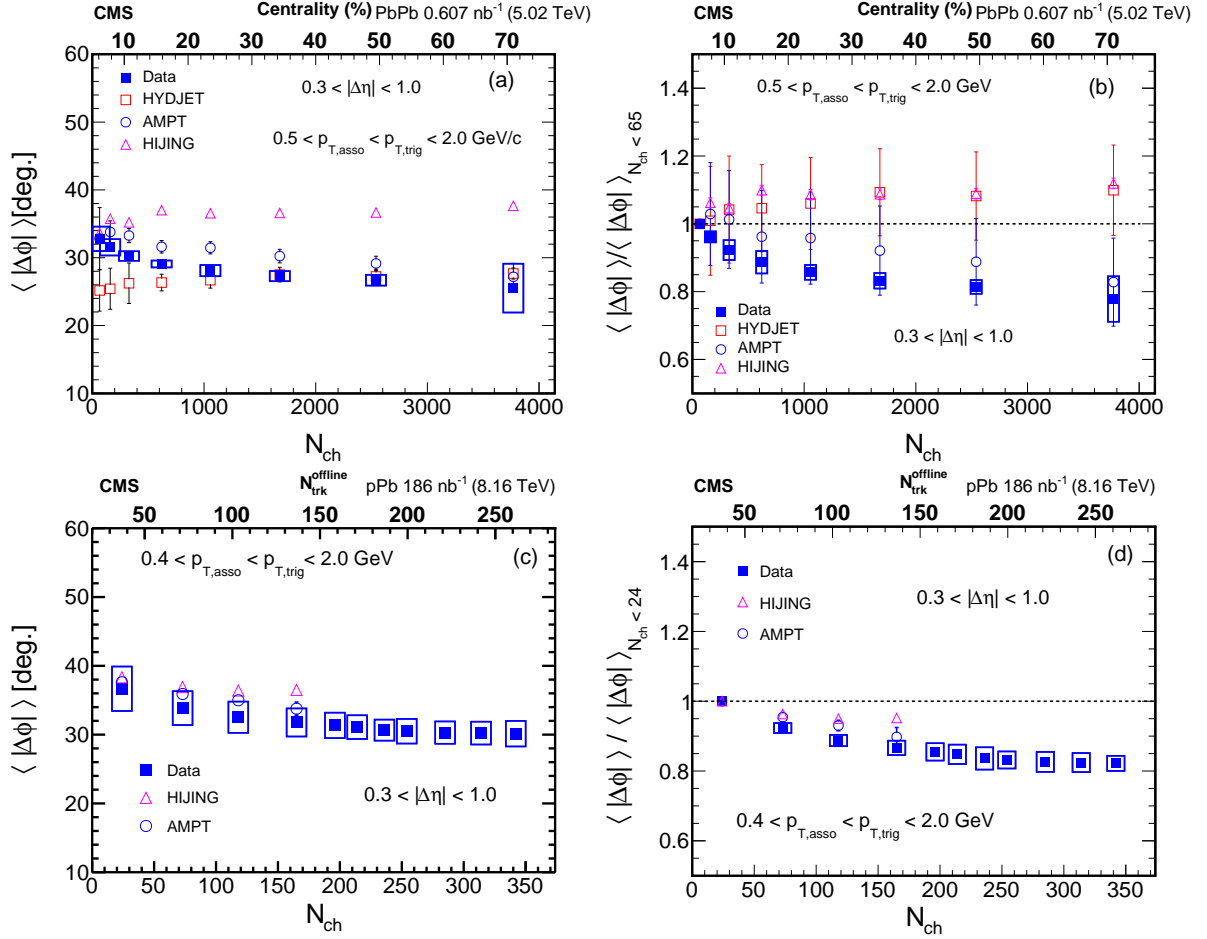 CMS Centrality (%) PbPb 0.607 nb⁻¹ (5.02 TeV)
10 20 30 40 50 60 70
60
50
40
30
20
10
⟨ |Δϕ| ⟩[deg.]
(a)
Data
HYDJET
AMPT
HIJING
0.3 < |Δη| < 1.0
0.5 < p_T,asso < p_T,trig < 2.0 GeV/c
0 1000 2000 3000 4000
N_ch
CMS Centrality (%) PbPb 0.607 nb⁻¹ (5.02 TeV)
10 20 30 40 50 60 70
1.4
1.2
1
0.8
0.6
⟨ |Δϕ| ⟩/⟨ |Δϕ| ⟩_N_ch < 65
0.5 < p_T,asso < p_T,trig < 2.0 GeV
(b)
Data
HYDJET
AMPT
HIJING
0.3 < |Δη| < 1.0
0 1000 2000 3000 4000
N_ch
CMS N_trk^offline pPb 186 nb⁻¹ (8.16 TeV)
50 100 150 200 250
60
50
40
30
20
10
⟨ |Δϕ| ⟩ [deg.]
0.4 < p_T,asso < p_T,trig < 2.0 GeV
(c)
Data
HIJING
AMPT
0.3 < |Δη| < 1.0
0 50 100 150 200 250 300 350
N_ch
CMS N_trk^offline pPb 186 nb⁻¹ (8.16 TeV)
50 100 150 200 250
1.4
1.2
1
0.8
0.6
⟨ |Δϕ| ⟩ / ⟨ |Δϕ| ⟩_N_ch < 24
(d)
Data
HIJING
AMPT
0.3 < |Δη| < 1.0
0.4 < p_T,asso < p_T,trig < 2.0 GeV
0 50 100 150 200 250 300 350
N_ch